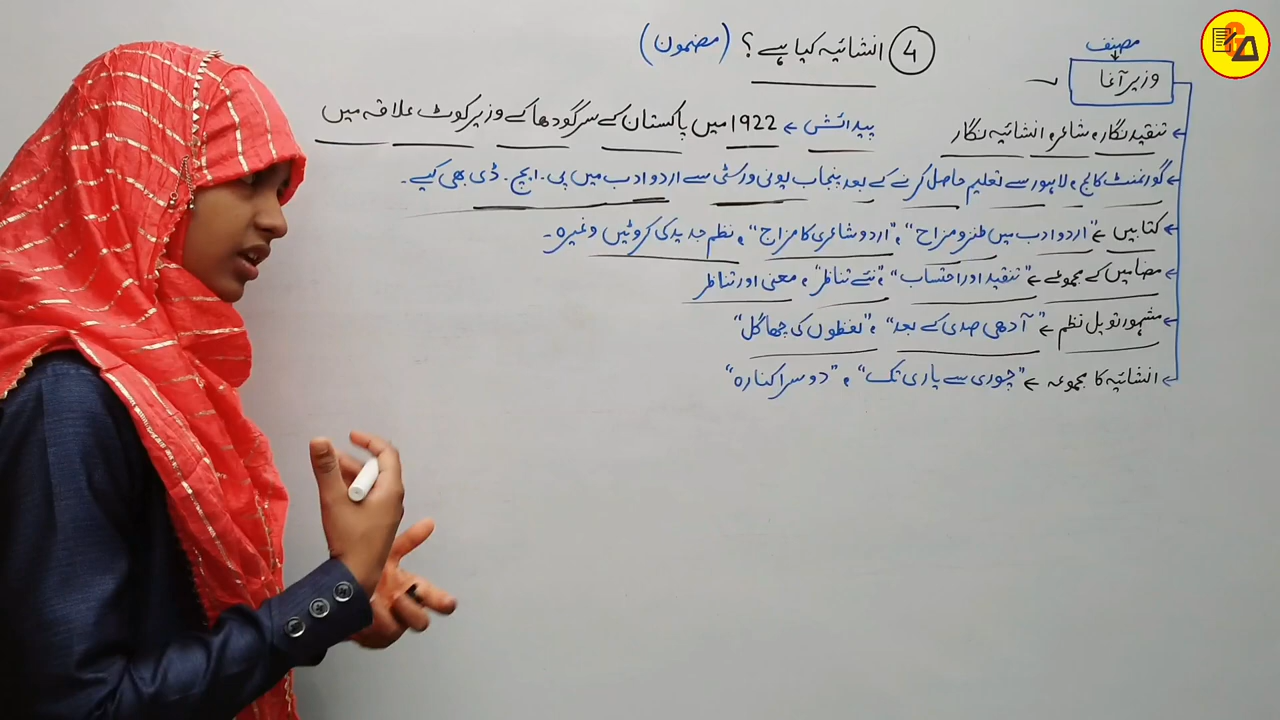 ④ انشائیہ کیا ہے؟ (مضمون)
مصنف
وزیر آغا
تنقید نگار، شاعر، انشائیہ نگار
پیدائش ← 1922 میں پاکستان کے سرگودھا کے وزیر کوٹ علاقہ میں
گورنمنٹ کالج، لاہور سے تعلیم حاصل کرنے کے بعد پنجاب یونی ورسٹی سے اردو ادب میں پی۔ ایچ۔ ڈی بھی کیے۔
کتابیں ← "اردو ادب میں طنز و مزاح"، "اردو شاعری کا مزاج"، نظم جدید کی کروٹیں وغیرہ۔
مضامین کے مجموعے ← "تنقید اور احتساب"، "نئے تناظر"، معنی اور تناظر
مشہور تویل نظم ← "آدھی صدی کے بعد"، "لفظوں کی چھاگل"
انشائیہ کا مجموعہ ← "چوری سے یاری تک"، "دوسرا کنارہ"